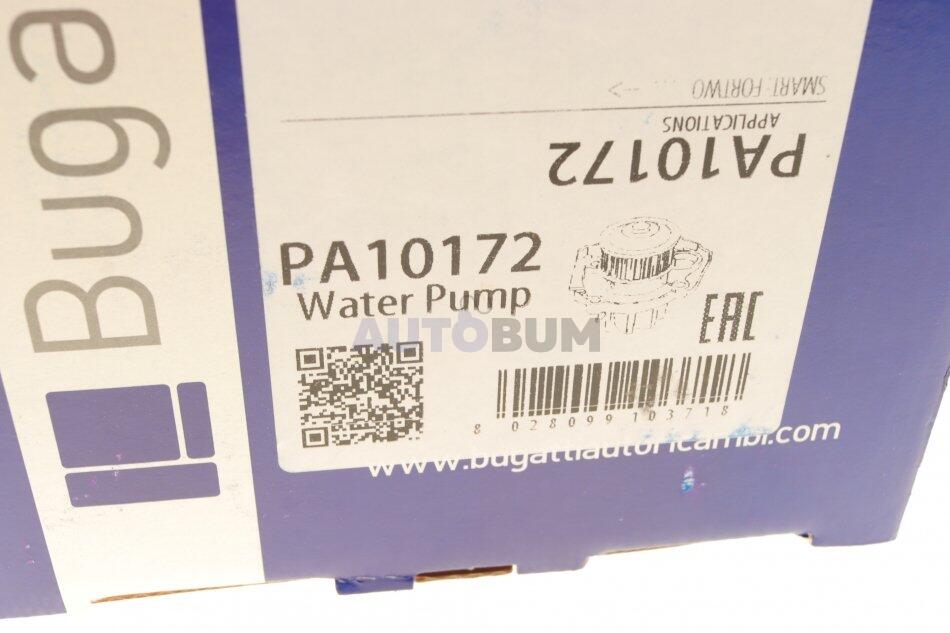 Buga
SMART: FORTWO ... -->
APPLICATIONS
PA10172
PA10172
Water Pump
AUTOBUM
EAC
8 028099 103718
www.bugattiautoricambi.com